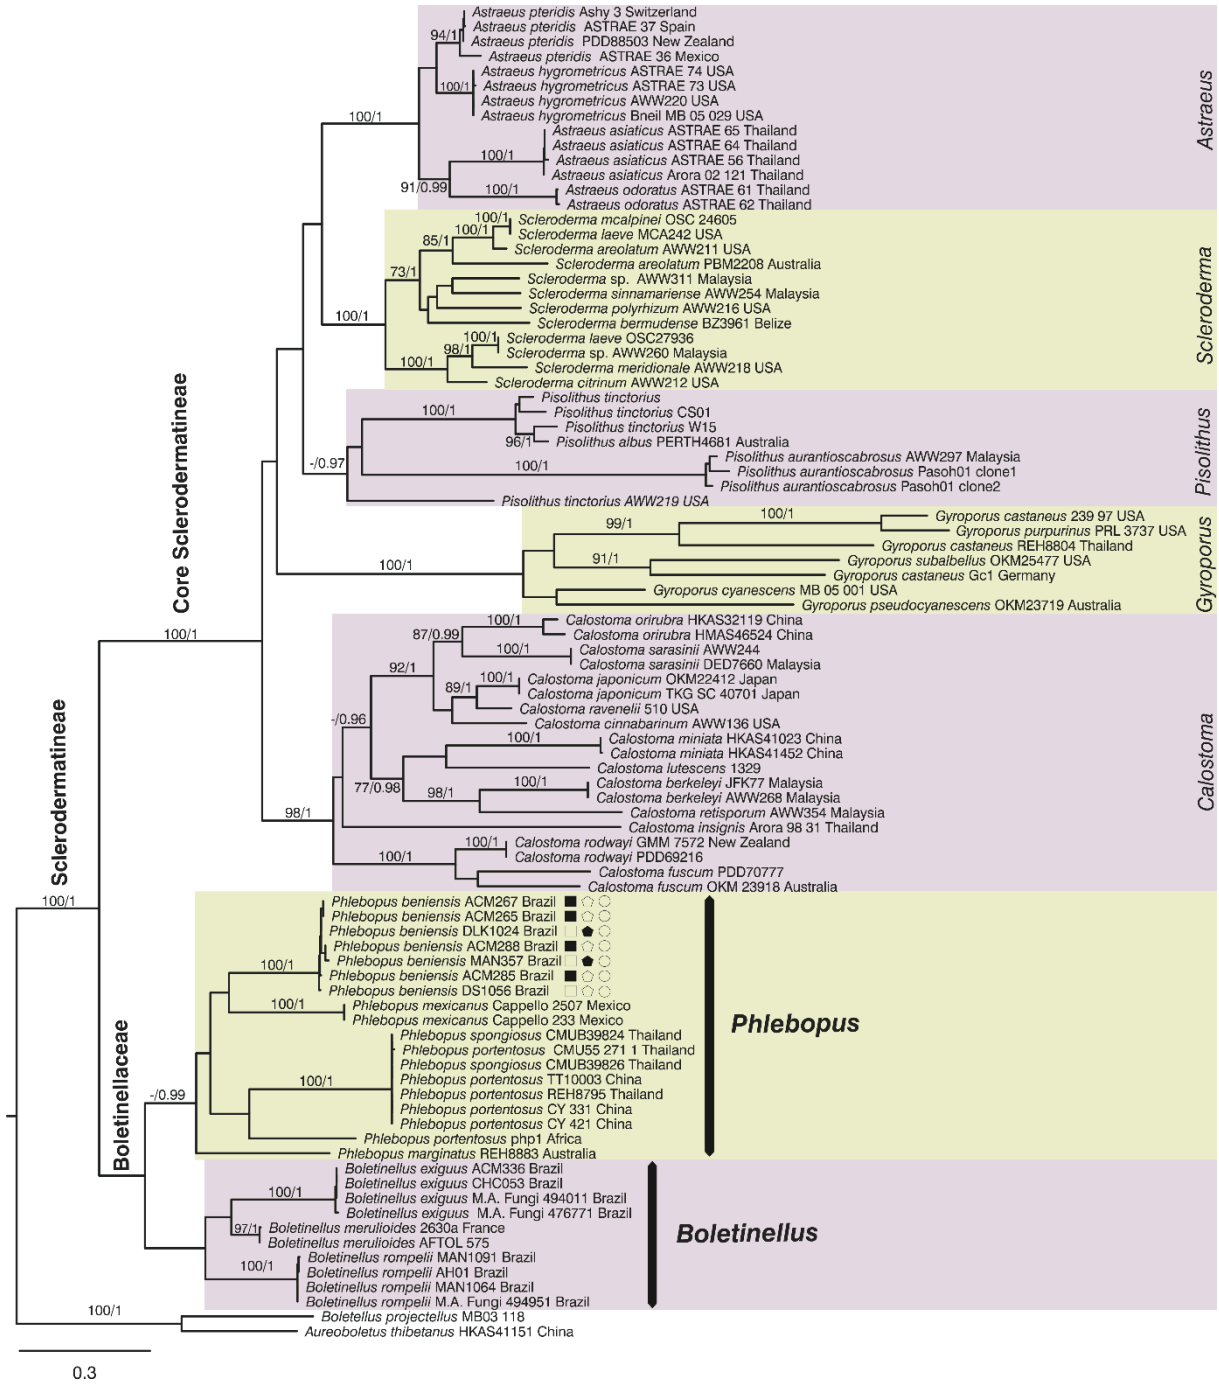 Astraeus pteridis Ashy 3 Switzerland
Astraeus pteridis ASTRAE 37 Spain
94/1
Astraeus pteridis PDD88503 New Zealand
Astraeus pteridis ASTRAE 36 Mexico
Astraeus hygrometricus ASTRAE 74 USA
100/1
Astraeus hygrometricus ASTRAE 73 USA
Astraeus hygrometricus AWW220 USA
Astraeus hygrometricus Bneil MB 05 029 USA
100/1
Astraeus asiaticus ASTRAE 65 Thailand
Astraeus asiaticus ASTRAE 64 Thailand
100/1
Astraeus asiaticus ASTRAE 56 Thailand
Astraeus asiaticus Arora 02 121 Thailand
91/0.99
100/1
Astraeus odoratus ASTRAE 61 Thailand
Astraeus odoratus ASTRAE 62 Thailand
Astraeus
100/1
Scleroderma mcalpinei OSC 24605
100/1
Scleroderma laeve MCA242 USA
85/1
Scleroderma areolatum AWW211 USA
Scleroderma areolatum PBM2208 Australia
73/1
Scleroderma sp. AWW311 Malaysia
Scleroderma sinnamariense AWW254 Malaysia
Scleroderma polyrhizum AWW216 USA
100/1
Scleroderma bermudense BZ3961 Belize
100/1
Scleroderma laeve OSC27936
98/1
Scleroderma sp. AWW260 Malaysia
100/1
Scleroderma meridionale AWW218 USA
Scleroderma citrinum AWW212 USA
Scleroderma
Pisolithus tinctorius
100/1
Pisolithus tinctorius CS01
Pisolithus tinctorius W15
96/1
Pisolithus albus PERTH4681 Australia
Pisolithus aurantioscabrosus AWW297 Malaysia
-/0.97
100/1
Pisolithus aurantioscabrosus Pasoh01 clone1
Pisolithus aurantioscabrosus Pasoh01 clone2
Pisolithus tinctorius AWW219 USA
Pisolithus
100/1
Gyroporus castaneus 239 97 USA
99/1
Gyroporus purpurinus PRL 3737 USA
Gyroporus castaneus REH8804 Thailand
91/1
Gyroporus subalbellus OKM25477 USA
100/1
Gyroporus castaneus Gc1 Germany
Gyroporus cyanescens MB 05 001 USA
Gyroporus pseudocyanescens OKM23719 Australia
Gyroporus
Core Sclerodermatineae
100/1
100/1
Calostoma orirubra HKAS32119 China
87/0.99
Calostoma orirubra HMAS46524 China
100/1
Calostoma sarasinii AWW244
Calostoma sarasinii DED7660 Malaysia
92/1
100/1
Calostoma japonicum OKM22412 Japan
89/1
Calostoma japonicum TKG SC 40701 Japan
Calostoma ravenelii 510 USA
-/0.96
Calostoma cinnabarinum AWW136 USA
100/1
Calostoma miniata HKAS41023 China
Calostoma miniata HKAS41452 China
Calostoma lutescens 1329
77/0.98
100/1
Calostoma berkeleyi JFK77 Malaysia
98/1
Calostoma berkeleyi AWW268 Malaysia
98/1
Calostoma retisporum AWW354 Malaysia
Calostoma insignis Arora 98 31 Thailand
100/1
Calostoma rodwayi GMM 7572 New Zealand
100/1
Calostoma rodwayi PDD69216
Calostoma fuscum PDD70777
Calostoma fuscum OKM 23918 Australia
Calostoma
Sclerodermatineae
100/1
Phlebopus beniensis ACM267 Brazil
Phlebopus beniensis ACM265 Brazil
Phlebopus beniensis DLK1024 Brazil
Phlebopus beniensis ACM288 Brazil
Phlebopus beniensis MAN357 Brazil
100/1
Phlebopus beniensis ACM285 Brazil
Phlebopus beniensis DS1056 Brazil
100/1
Phlebopus mexicanus Cappello 2507 Mexico
Phlebopus mexicanus Cappello 233 Mexico
Phlebopus spongiosus CMUB39824 Thailand
Phlebopus portentosus CMU55 271 1 Thailand
Phlebopus spongiosus CMUB39826 Thailand
100/1
Phlebopus portentosus TT10003 China
Phlebopus portentosus REH8795 Thailand
-/0.99
Phlebopus portentosus CY 331 China
Phlebopus portentosus CY 421 China
Phlebopus portentosus php1 Africa
Phlebopus marginatus REH8883 Australia
Phlebopus
Boletinellaceae
Boletinellus exiguus ACM336 Brazil
Boletinellus exiguus CHC053 Brazil
100/1
Boletinellus exiguus M.A. Fungi 494011 Brazil
Boletinellus exiguus M.A. Fungi 476771 Brazil
97/1
Boletinellus merulioides 2630a France
Boletinellus merulioides AFTOL 575
Boletinellus rompelii MAN1091 Brazil
100/1
Boletinellus rompelii AH01 Brazil
Boletinellus rompelii MAN1064 Brazil
Boletinellus rompelii M.A. Fungi 494951 Brazil
Boletinellus
100/1
Boletellus projectellus MB03 118
Aureoboletus thibetanus HKAS41151 China
0.3